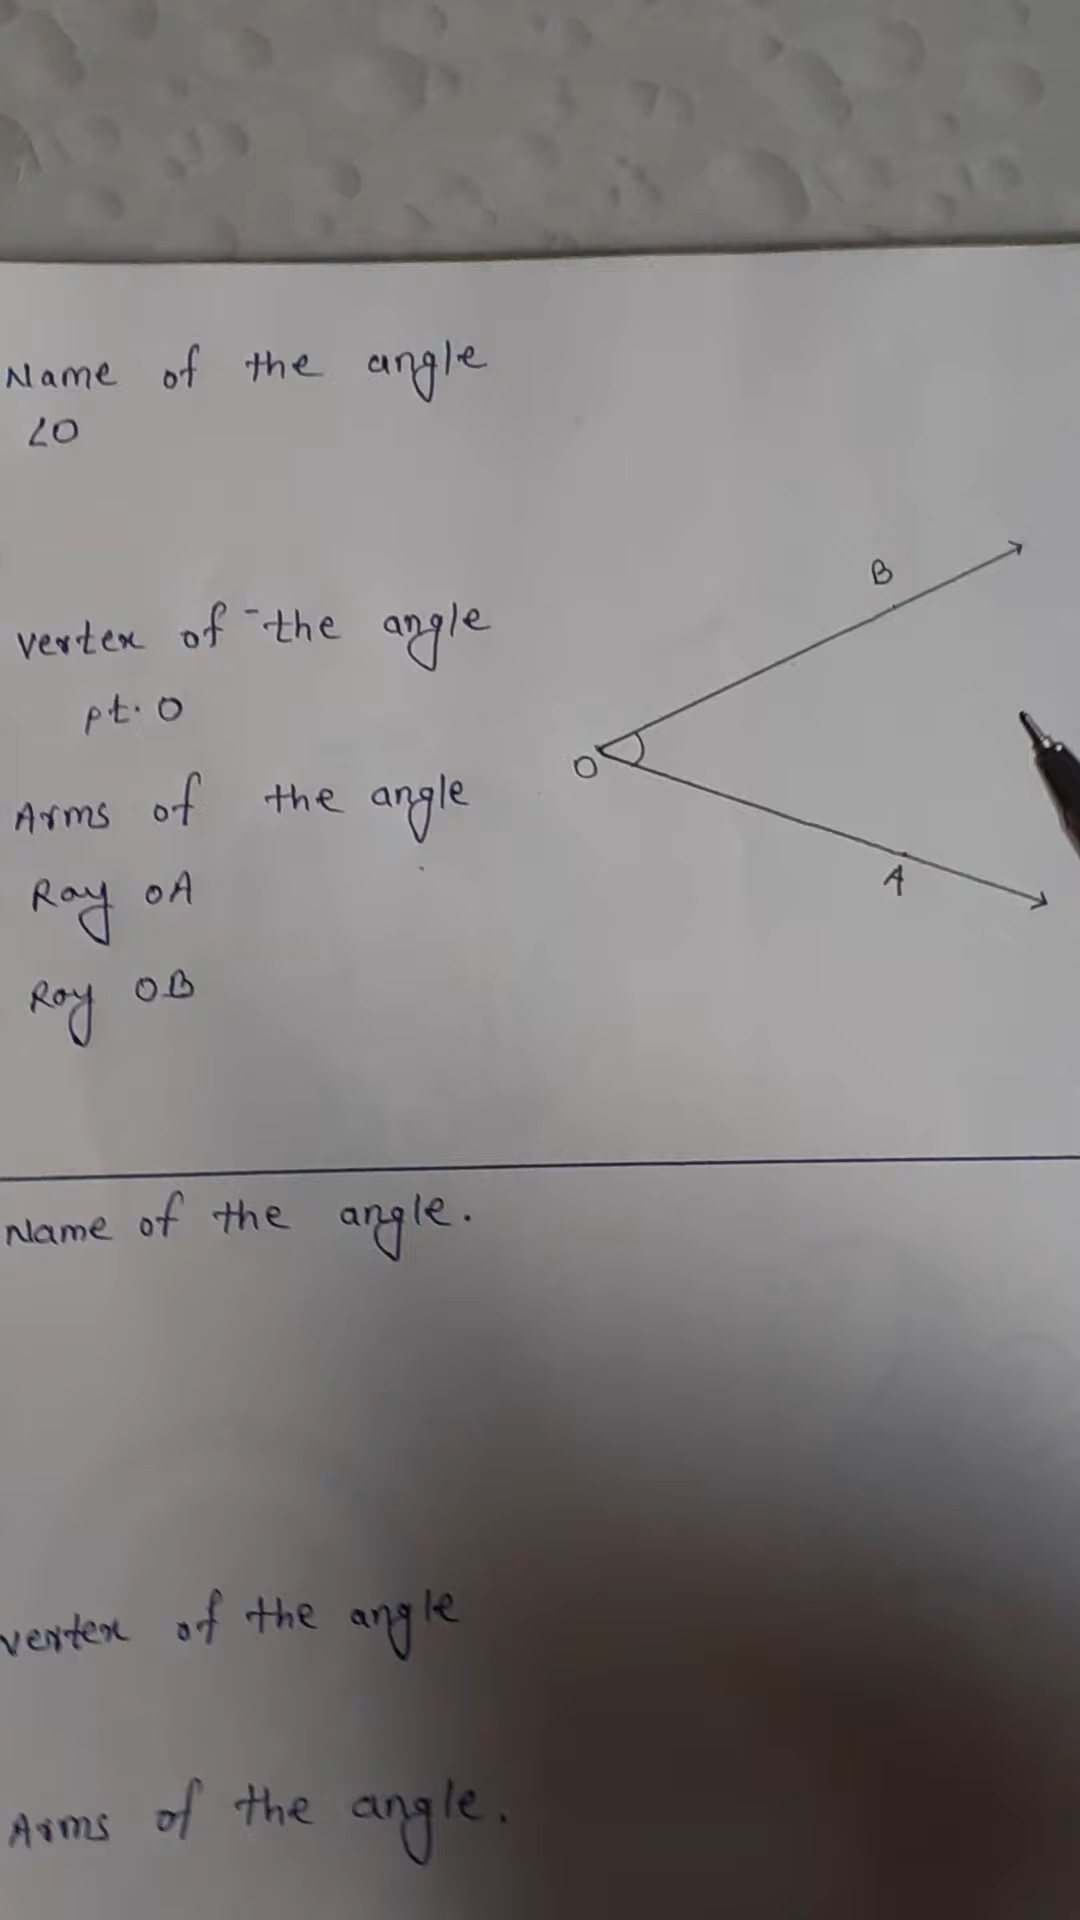 Name of the angle
∠O
B
vertex of the angle
pt. O
O
Arms of the angle
A
Ray OA
Ray OB
Name of the angle.
vertex of the angle
Arms of the angle.